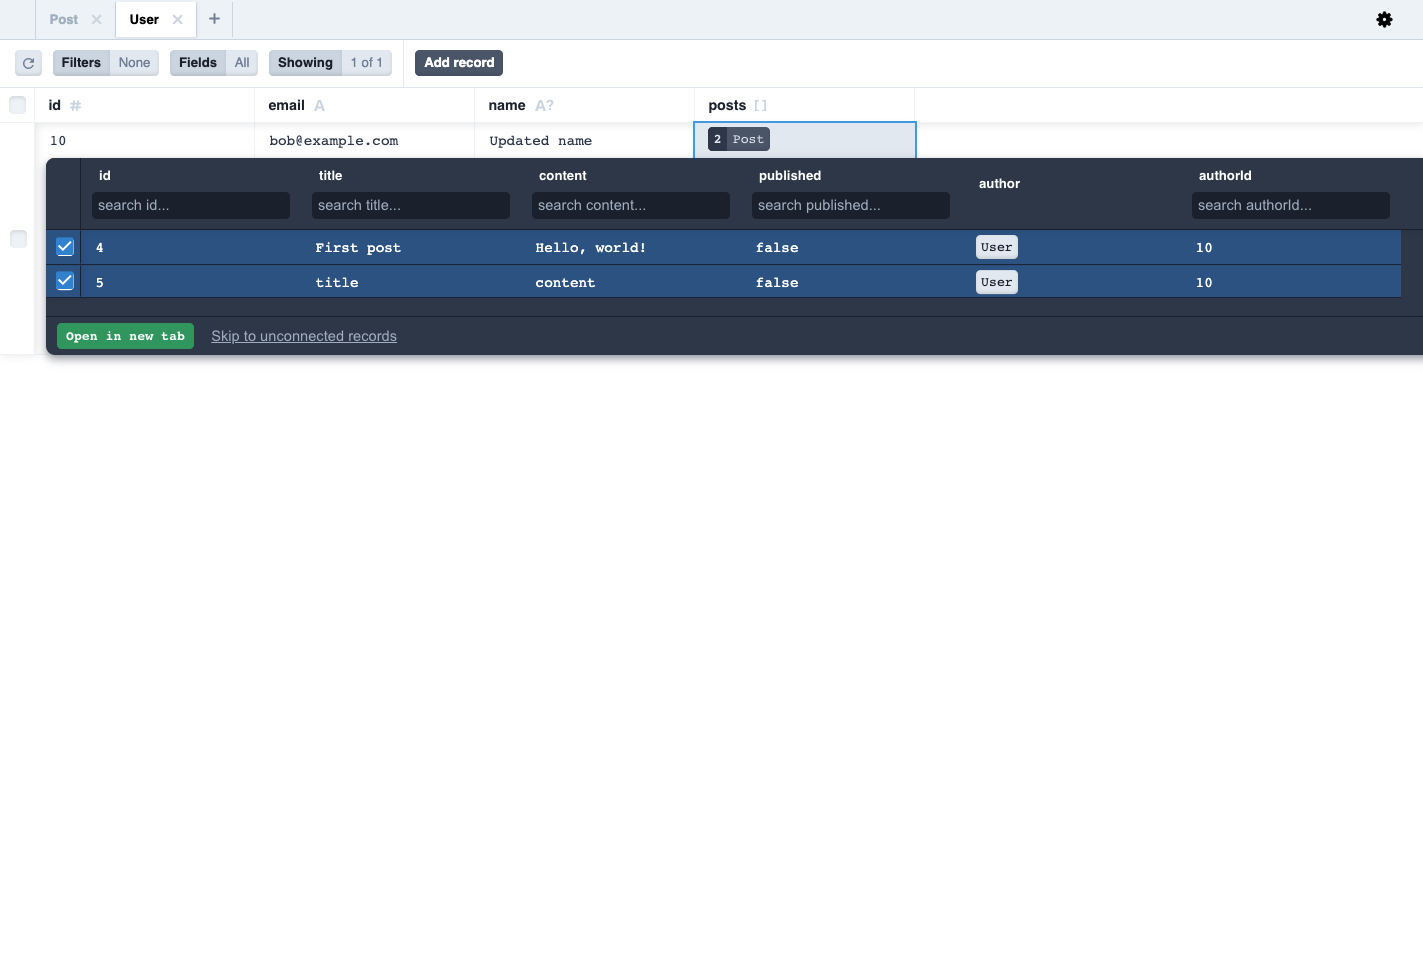 Post User +
Filters None Fields All Showing 1 of 1 Add record
id # email A name A? posts []
10 bob@example.com Updated name 2 Post
id title content published author authorId
search id... search title... search content... search published... search authorId...
4 First post Hello, world! false User 10
5 title content false User 10
Open in new tab Skip to unconnected records